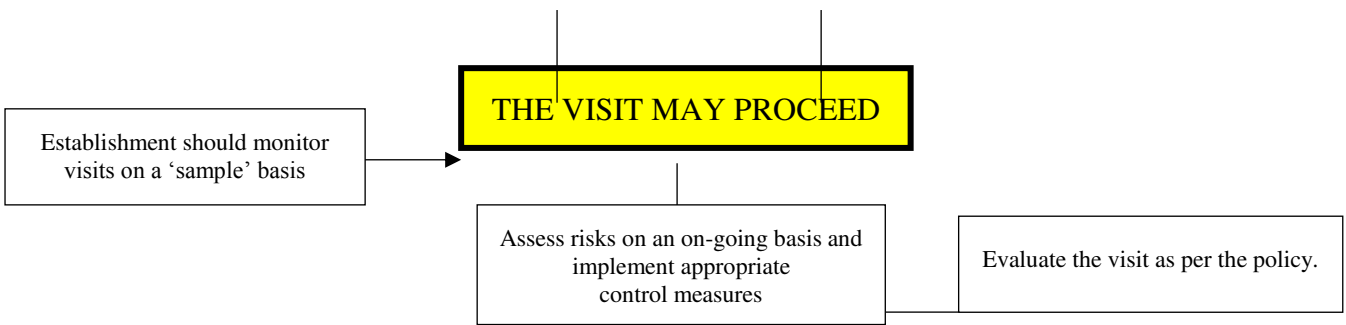 THE VISIT MAY PROCEED
Establishment should monitor
visits on a ‘sample’ basis
Assess risks on an on-going basis and
implement appropriate
control measures
Evaluate the visit as per the policy.